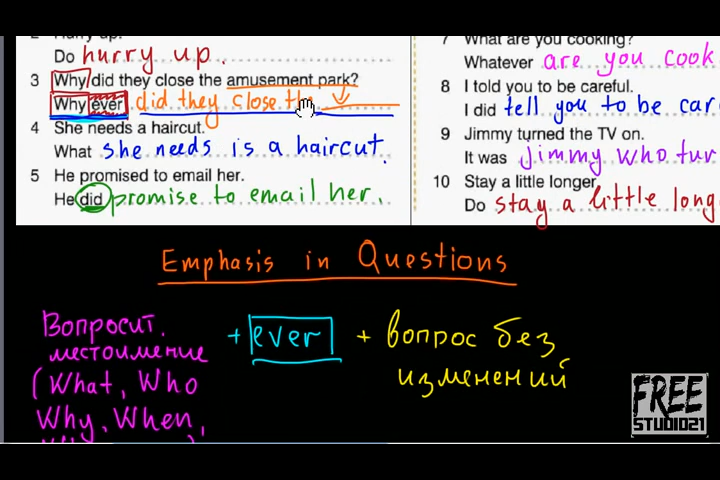 Do hurry up.
3 Why did they close the amusement park?
Why ever did they close the
4 She needs a haircut.
What she needs is a haircut.
5 He promised to email her.
He did promise to email her.
7 What are you cooking?
Whatever are you cook
8 I told you to be careful.
I did tell you to be car
9 Jimmy turned the TV on.
It was Jimmy who tur
10 Stay a little longer.
Do stay a little long
Emphasis in Questions
Вопросит.
местоимение
(What, Who
Why, When,
+ ever + вопрос без
изменений
FREE
STUDIO21